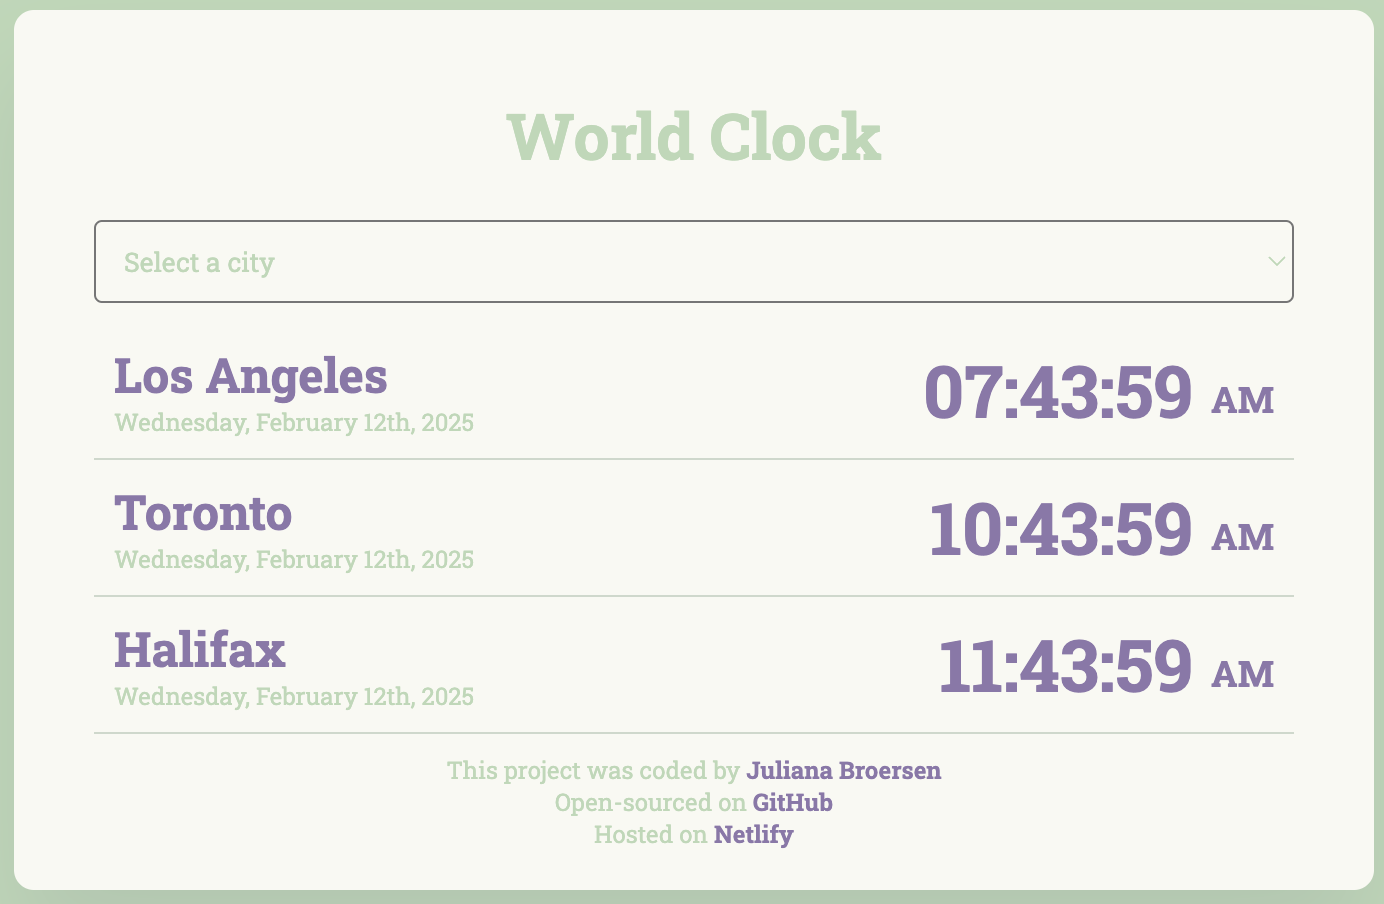 World Clock
Select a city
Los Angeles
07:43:59 AM
Wednesday, February 12th, 2025
Toronto
10:43:59 AM
Wednesday, February 12th, 2025
Halifax
11:43:59 AM
Wednesday, February 12th, 2025
This project was coded by Juliana Broersen
Open-sourced on GitHub
Hosted on Netlify